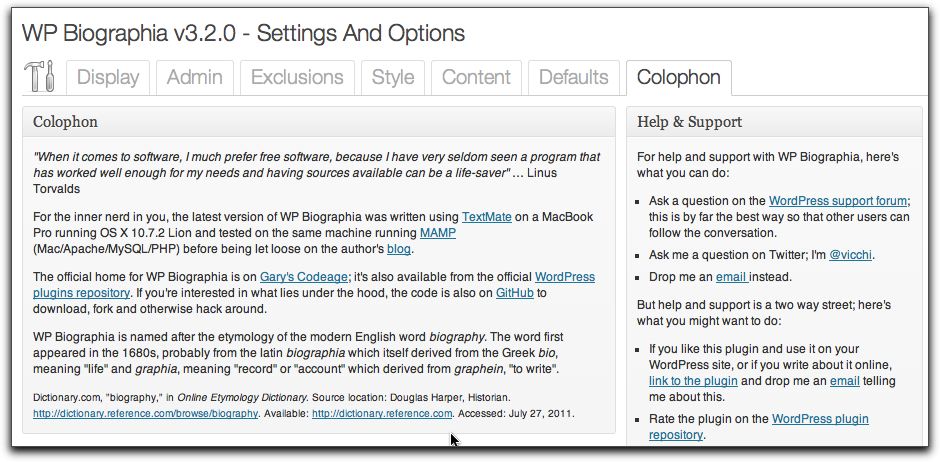 WP Biographia v3.2.0 - Settings And Options
Display
Admin
Exclusions
Style
Content
Defaults
Colophon
Colophon
"When it comes to software, I much prefer free software, because I have very seldom seen a program that
has worked well enough for my needs and having sources available can be a life-saver" … Linus
Torvalds
For the inner nerd in you, the latest version of WP Biographia was written using TextMate on a MacBook
Pro running OS X 10.7.2 Lion and tested on the same machine running MAMP
(Mac/Apache/MySQL/PHP) before being let loose on the author's blog.
The official home for WP Biographia is on Gary's Codeage; it's also available from the official WordPress
plugins repository. If you're interested in what lies under the hood, the code is also on GitHub to
download, fork and otherwise hack around.
WP Biographia is named after the etymology of the modern English word biography. The word first
appeared in the 1680s, probably from the latin biographia which itself derived from the Greek bio,
meaning "life" and graphia, meaning "record" or "account" which derived from graphein, "to write".
Dictionary.com, "biography," in Online Etymology Dictionary. Source location: Douglas Harper, Historian.
http://dictionary.reference.com/browse/biography. Available: http://dictionary.reference.com. Accessed: July 27, 2011.
Help & Support
For help and support with WP Biographia, here's
what you can do:
Ask a question on the WordPress support forum;
this is by far the best way so that other users can
follow the conversation.
Ask me a question on Twitter; I'm @vicchi.
Drop me an email instead.
But help and support is a two way street; here's
what you might want to do:
If you like this plugin and use it on your
WordPress site, or if you write about it online,
link to the plugin and drop me an email telling
me about this.
Rate the plugin on the WordPress plugin
repository.